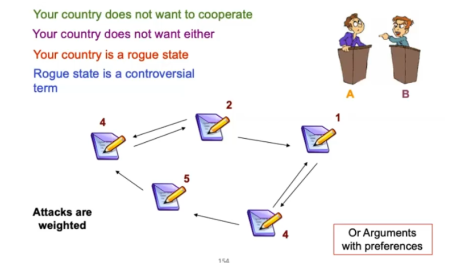 Your country does not want to cooperate
Your country does not want either
Your country is a rogue state
Rogue state is a controversial
term
A
B
4
2
1
5
4
Attacks are
weighted
Or Arguments
with preferences
154